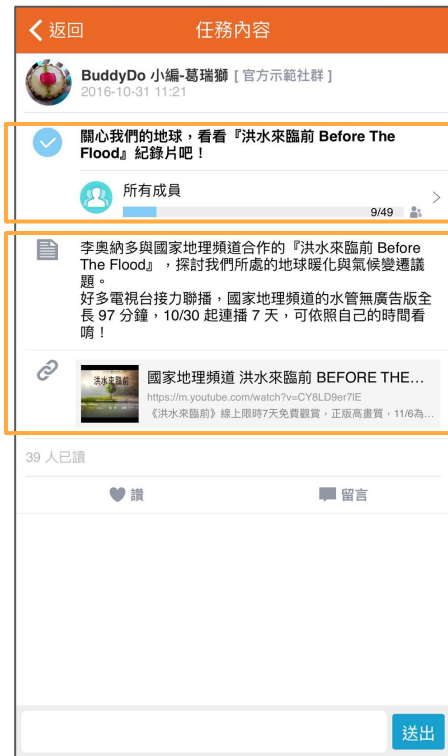 返回
任務內容
BuddyDo 小編-葛瑞獅 [ 官方示範社群 ]
2016-10-31 11:21
關心我們的地球，看看『洪水來臨前 Before The
Flood』紀錄片吧！
所有成員
9/49
李奧納多與國家地理頻道合作的『洪水來臨前 Before
The Flood』，探討我們所處的地球暖化與氣候變遷議
題。
好多電視台接力聯播，國家地理頻道的水管無廣告版全
長 97 分鐘，10/30 起連播 7 天，可依照自己的時間看
唷！
洪水來臨前
國家地理頻道 洪水來臨前 BEFORE THE…
https://m.youtube.com/watch?v=CY8LD9er7lE
《洪水來臨前》線上限時7天免費觀賞，正版高畫質，11/6為…
39 人已讀
讚
留言
送出